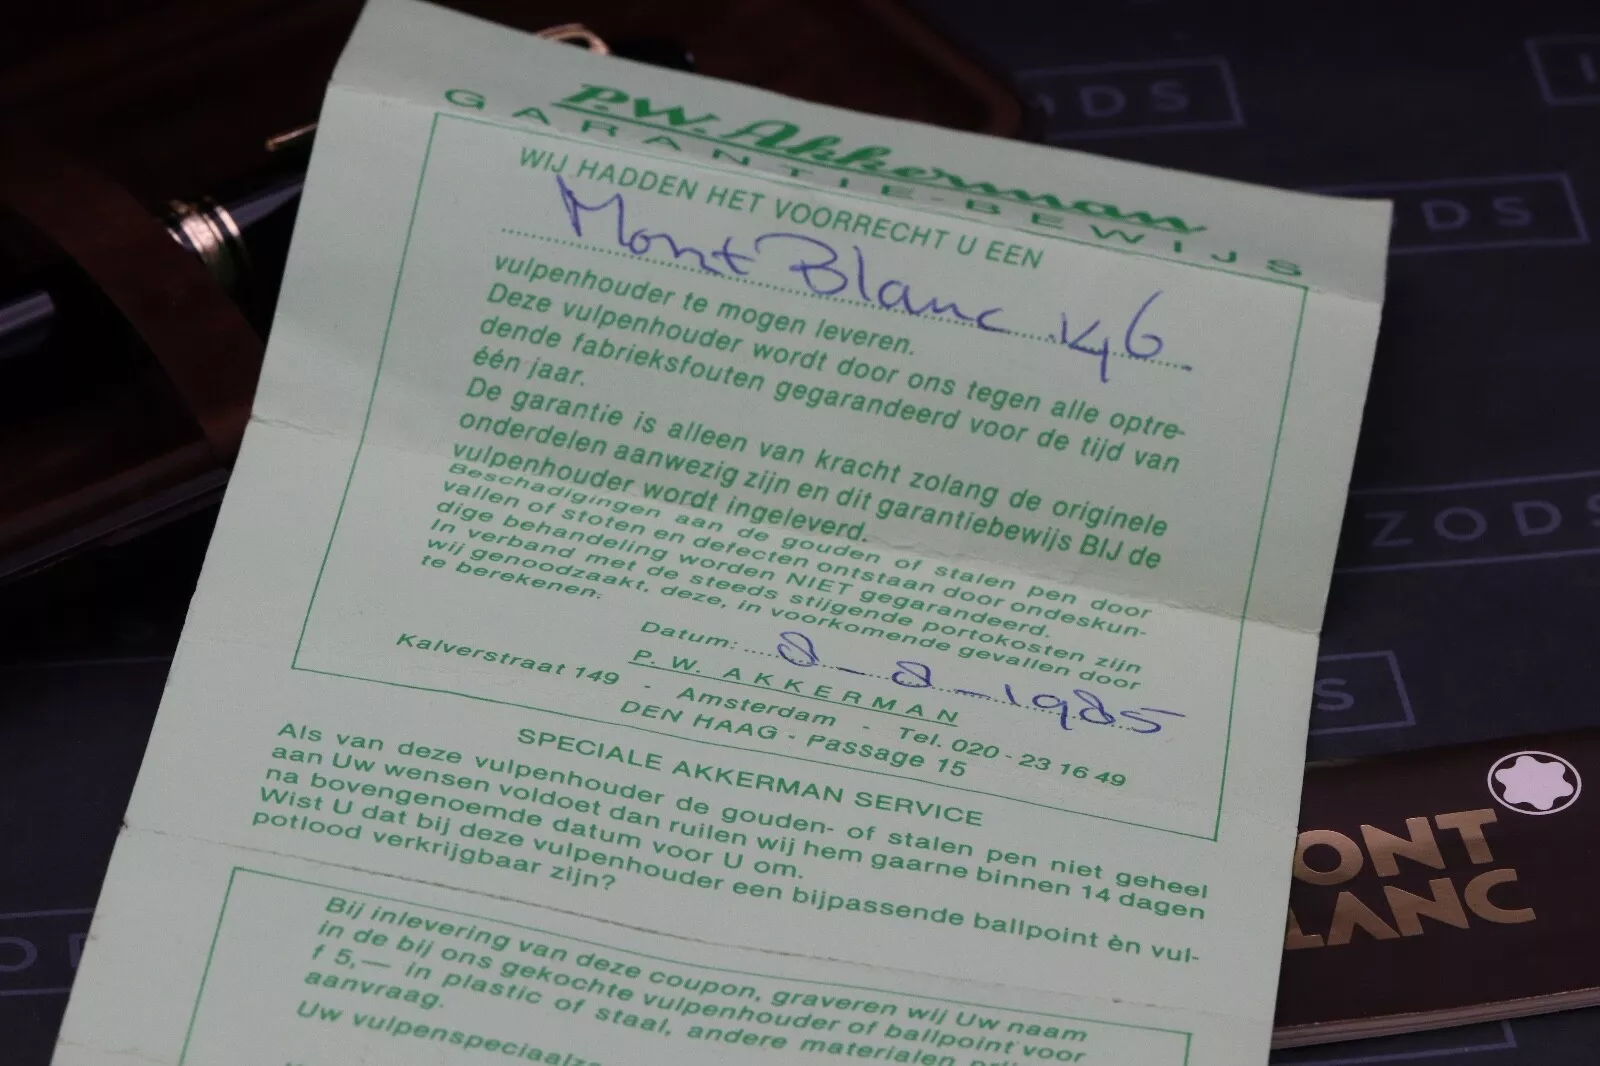 P.W. Akkerman
GARANTIE-BEWIJS
WIJ HADDEN HET VOORRECHT U EEN
Mont Blanc 146
vulpenhouder te mogen leveren.
Deze vulpenhouder wordt door ons tegen alle optre-
dende fabrieksfouten gegarandeerd voor de tijd van
één jaar.
De garantie is alleen van kracht zolang de originele
onderdelen aanwezig zijn en dit garantiebewijs BIJ de
vulpenhouder wordt ingeleverd.
Beschadigingen aan de gouden of stalen pen door
vallen of stoten en defecten ontstaan door ondeskun-
dige behandeling worden NIET gegarandeerd.
In verband met de steeds stijgende portokosten zijn
wij genoodzaakt, deze, in voorkomende gevallen door
te berekenen.
Datum: 8-8-1985
P. W. AKKERMAN
Kalverstraat 149 - Amsterdam - Tel. 020-23 16 49
DEN HAAG - Passage 15
SPECIALE AKKERMAN SERVICE
Als van deze vulpenhouder de gouden- of stalen pen niet geheel
aan Uw wensen voldoet dan ruilen wij hem gaarne binnen 14 dagen
na bovengenoemde datum voor U om.
Wist U dat bij deze vulpenhouder een bijpassende ballpoint èn vul-
potlood verkrijgbaar zijn?
Bij inlevering van deze coupon, graveren wij Uw naam
in de bij ons gekochte vulpenhouder of ballpoint voor
f 5,— in plastic of staal, andere materialen
aanvraag.
Uw
ODS
ODS
ZODS
S
ONT
LANC